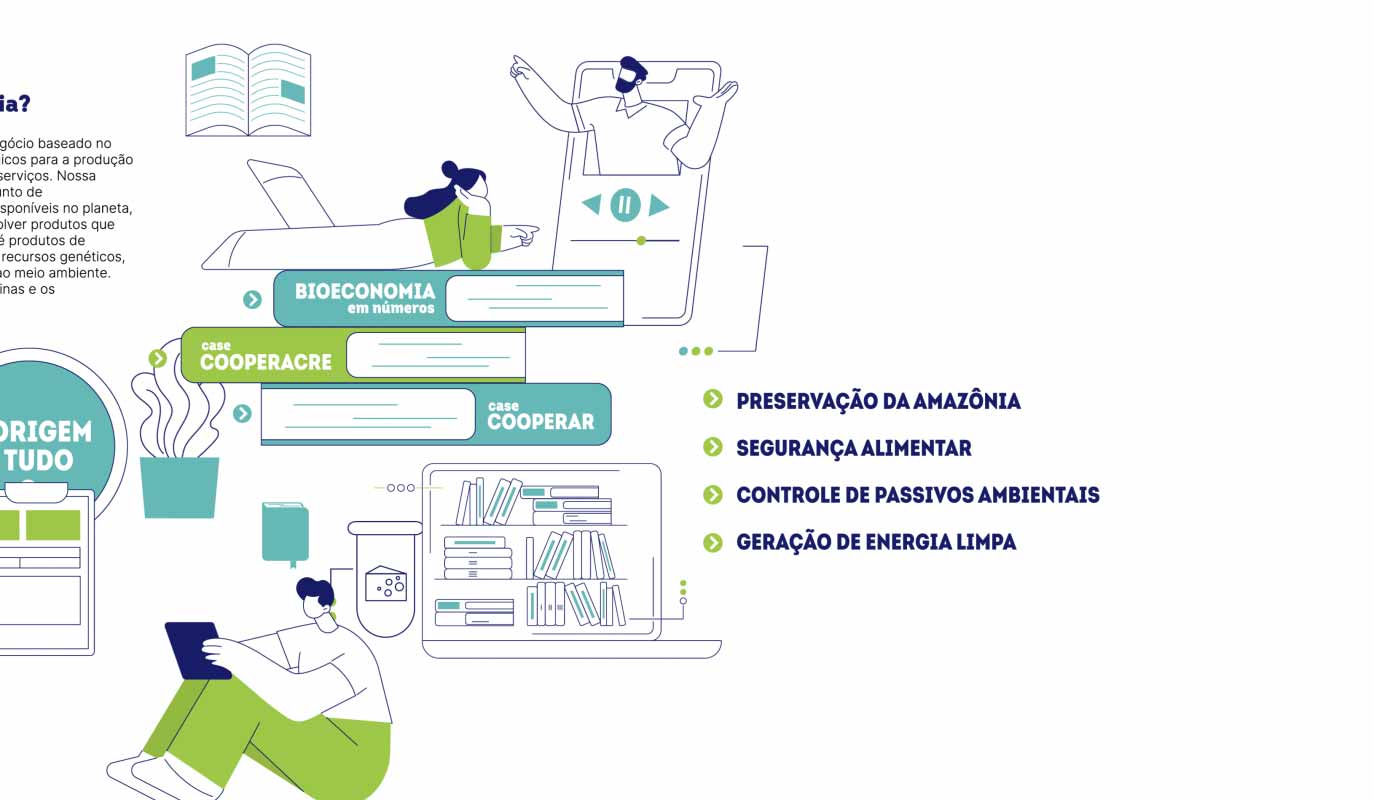 ia?
gócio baseado no
icos para a produção
serviços. Nossa
unto de
sponíveis no planeta,
olver produtos que
é produtos de
recursos genéticos,
ao meio ambiente.
inas e os
BIOECONOMIA
em números
case
COOPERACRE
case
COOPERAR
ORIGEM
TUDO
PRESERVAÇÃO DA AMAZÔNIA
SEGURANÇA ALIMENTAR
CONTROLE DE PASSIVOS AMBIENTAIS
GERAÇÃO DE ENERGIA LIMPA